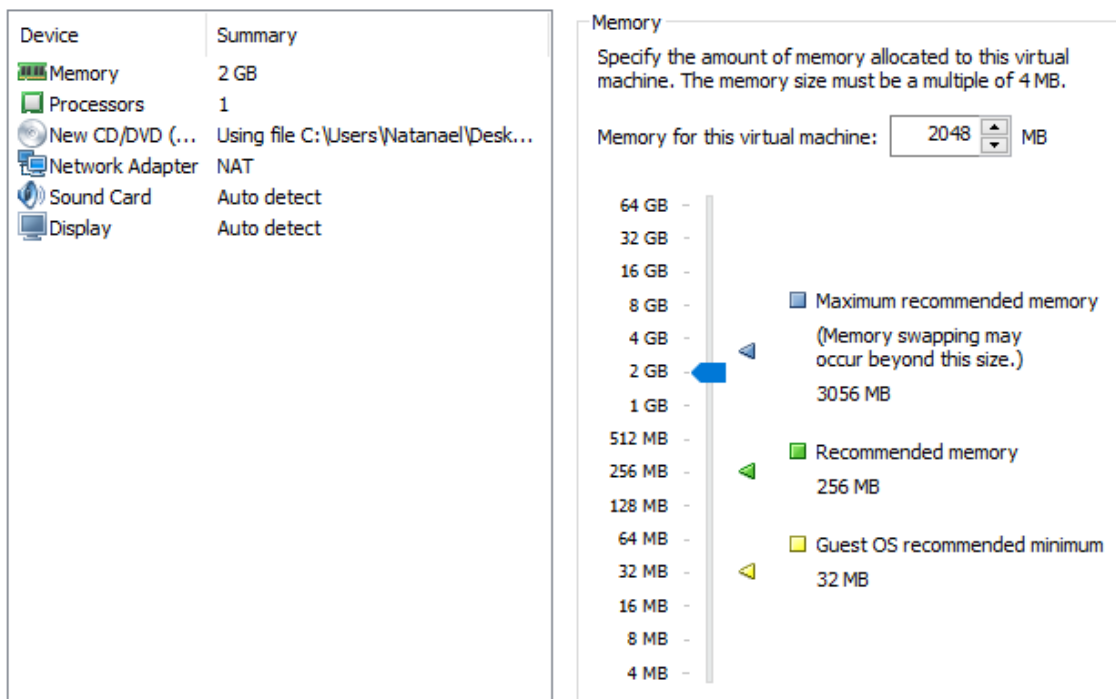 Device Summary
Memory 2 GB
Processors 1
New CD/DVD (... Using file C:\Users\Natanael\Desk...
Network Adapter NAT
Sound Card Auto detect
Display Auto detect
Memory
Specify the amount of memory allocated to this virtual
machine. The memory size must be a multiple of 4 MB.
Memory for this virtual machine: 2048 MB
64 GB
32 GB
16 GB
8 GB
4 GB
2 GB
1 GB
512 MB
256 MB
128 MB
64 MB
32 MB
16 MB
8 MB
4 MB
Maximum recommended memory
(Memory swapping may
occur beyond this size.)
3056 MB
Recommended memory
256 MB
Guest OS recommended minimum
32 MB